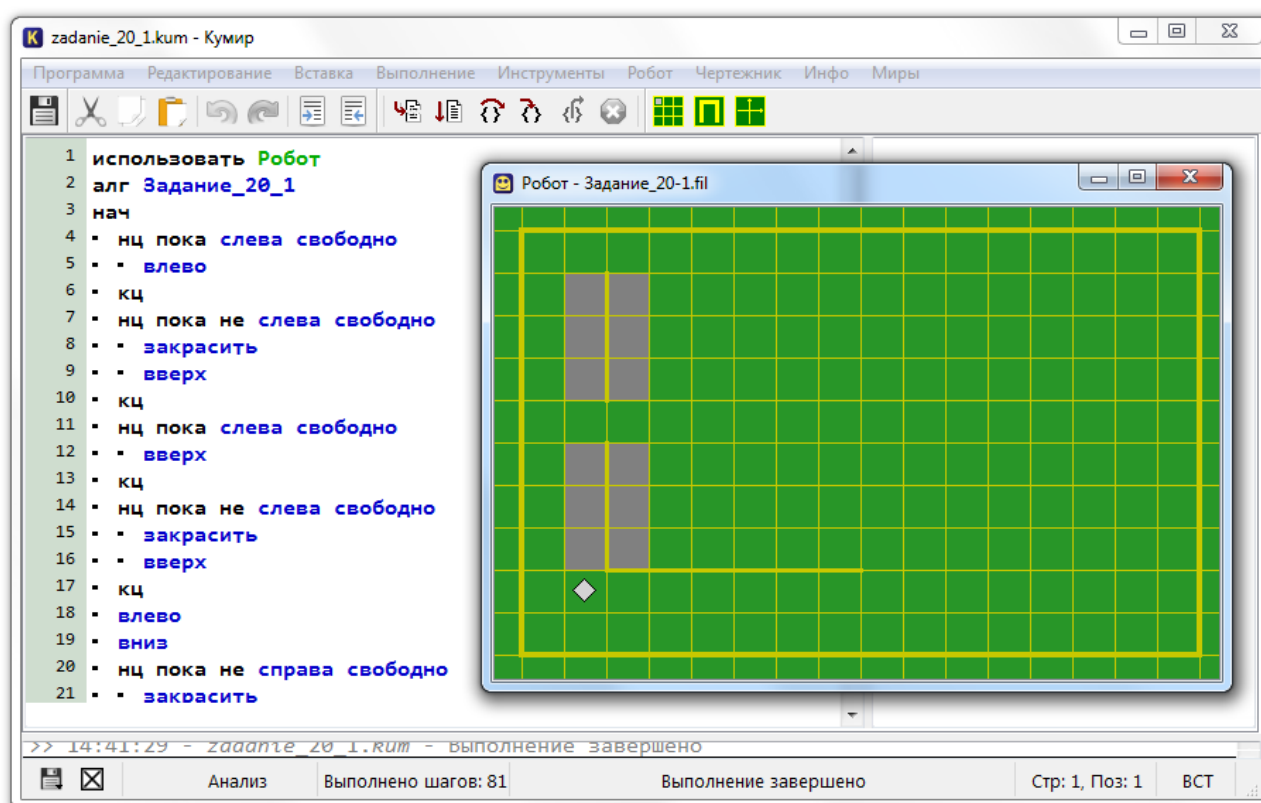 zadanie_20_1.kum - Кумир
Программа Редактирование Вставка Выполнение Инструменты Робот Чертежник Инфо Миры
1 использовать Робот
2 алг Задание_20_1
3 нач
4 нц пока слева свободно
5 влево
6 кц
7 нц пока не слева свободно
8 закрасить
9 вверх
10 кц
11 нц пока слева свободно
12 вверх
13 кц
14 нц пока не слева свободно
15 закрасить
16 вверх
17 кц
18 влево
19 вниз
20 нц пока не справа свободно
21 закрасить
Робот - Задание_20-1.fil
>> 14:41:29 - zadanie_20_1.kum - Выполнение завершено
Анализ Выполнено шагов: 81 Выполнение завершено Стр: 1, Поз: 1 ВСТ